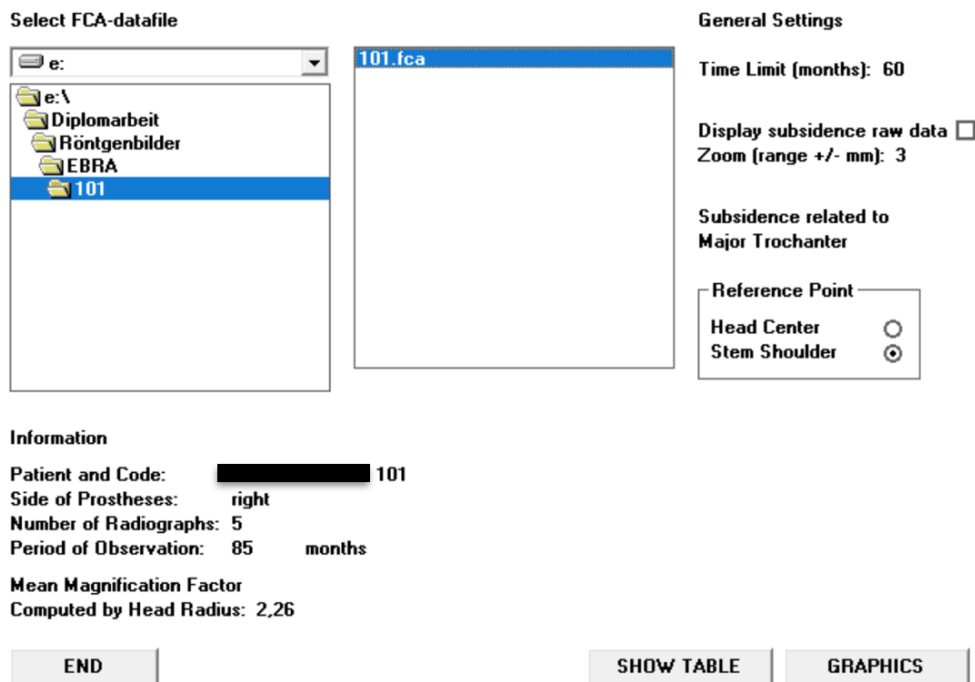 Select FCA-datafile
e:
e:\
Diplomarbeit
Röntgenbilder
EBRA
101
101.fca
General Settings
Time Limit (months): 60
Display subsidence raw data
Zoom (range +/- mm): 3
Subsidence related to
Major Trochanter
Reference Point
Head Center
Stem Shoulder
Information
Patient and Code: 101
Side of Prostheses: right
Number of Radiographs: 5
Period of Observation: 85 months
Mean Magnification Factor
Computed by Head Radius: 2,26
END
SHOW TABLE
GRAPHICS